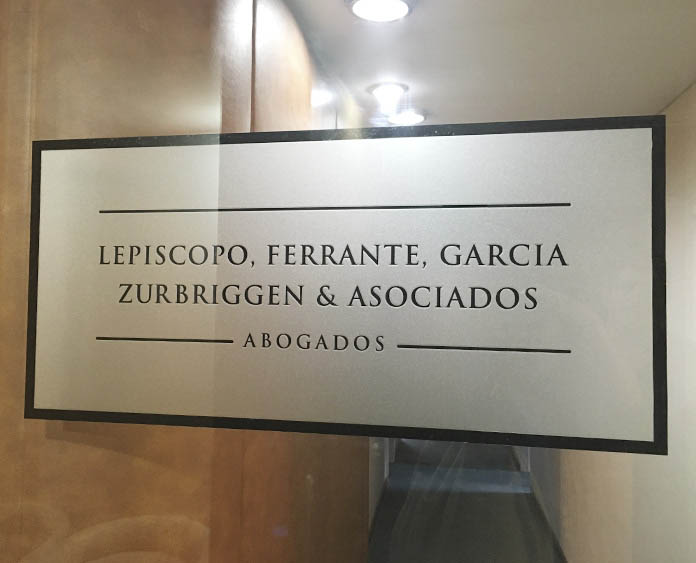 LEPISCOPO, FERRANTE, GARCIA
ZURBRIGGEN & ASOCIADOS
ABOGADOS